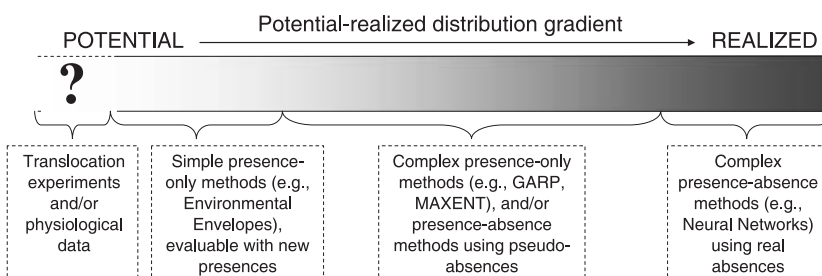 Potential-realized distribution gradient
POTENTIAL
REALIZED
?
Translocation
experiments
and/or
physiological
data
Simple presence-
only methods (e.g.,
Environmental
Envelopes),
evaluable with new
presences
Complex presence-only
methods (e.g., GARP,
MAXENT), and/or
presence-absence
methods using pseudo-
absences
Complex
presence-absence
methods (e.g.,
Neural Networks)
using real
absences